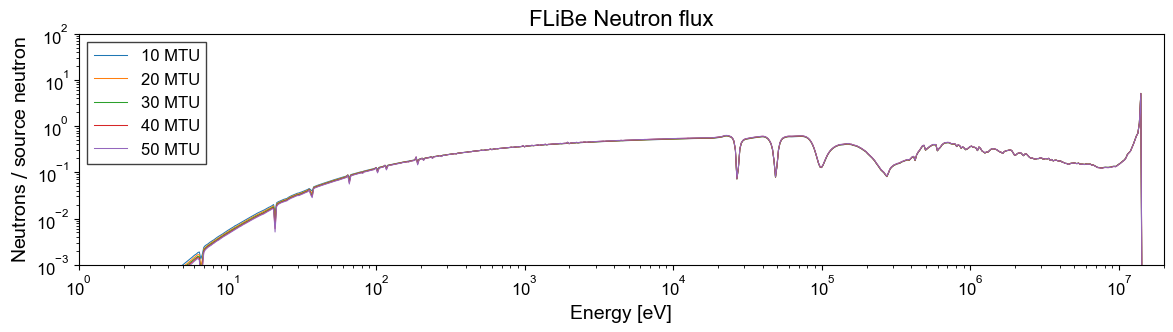 FLiBe Neutron flux
Neutrons / source neutron
10²
10¹
10⁰
10⁻¹
10⁻²
10⁻³
10 MTU
20 MTU
30 MTU
40 MTU
50 MTU
10⁰
10¹
10²
10³
10⁴
10⁵
10⁶
10⁷
Energy [eV]